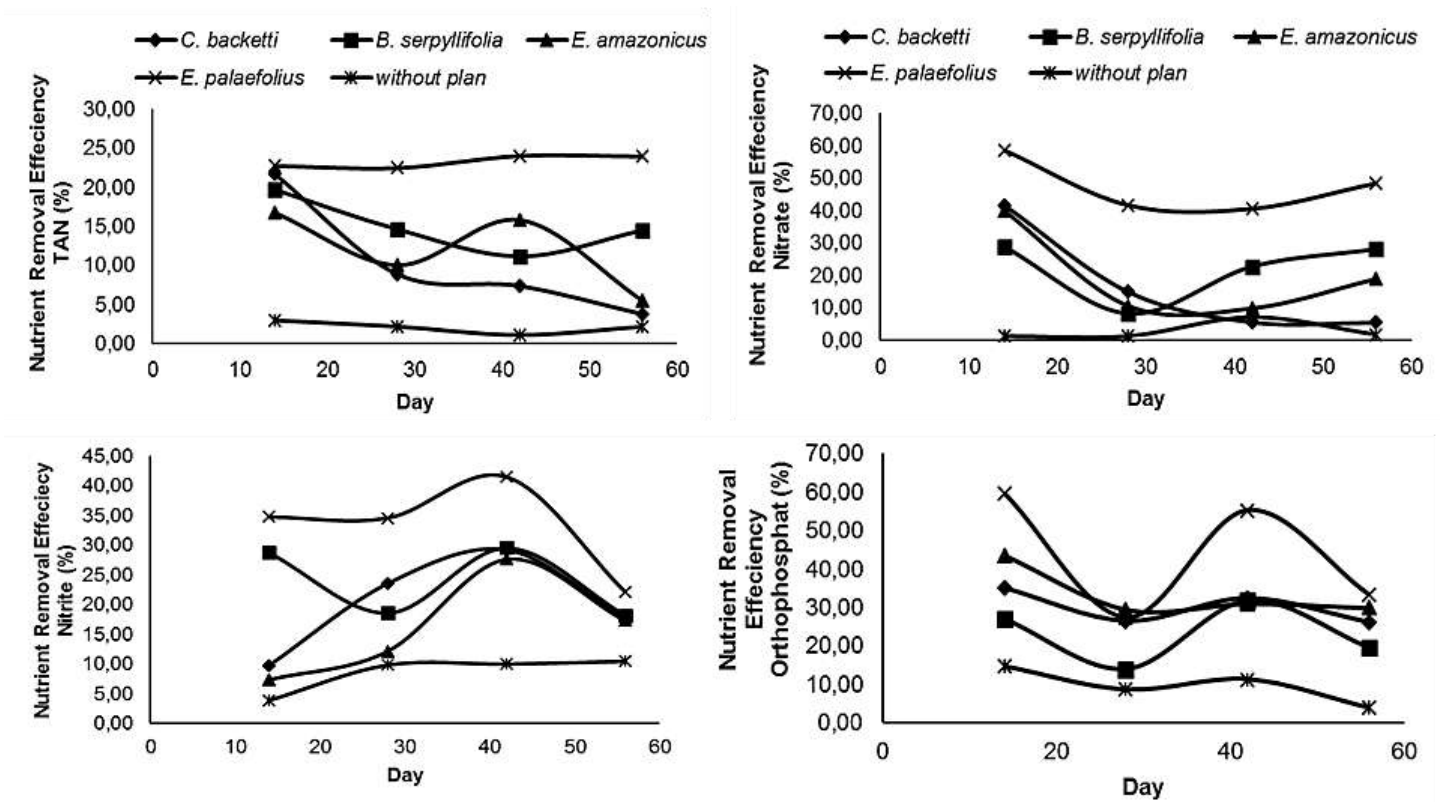 C. backetti B. serpyllifolia E. amazonicus
E. palaefolius without plan
Nutrient Removal Effeciency
TAN (%)
30,00
25,00
20,00
15,00
10,00
5,00
0,00
0 10 20 30 40 50 60
Day
C. backetti B. serpyllifolia E. amazonicus
E. palaefolius without plan
Nutrient Removal Effeciency
Nitrate (%)
70,00
60,00
50,00
40,00
30,00
20,00
10,00
0,00
0 10 20 30 40 50 60
Day
Nutrient Removal Effeciecy
Nitrite (%)
45,00
40,00
35,00
30,00
25,00
20,00
15,00
10,00
5,00
0,00
0 10 20 30 40 50 60
Day
Nutrient Removal
Effeciency
Orthophosphat (%)
70,00
60,00
50,00
40,00
30,00
20,00
10,00
0,00
0 20 40 60
Day